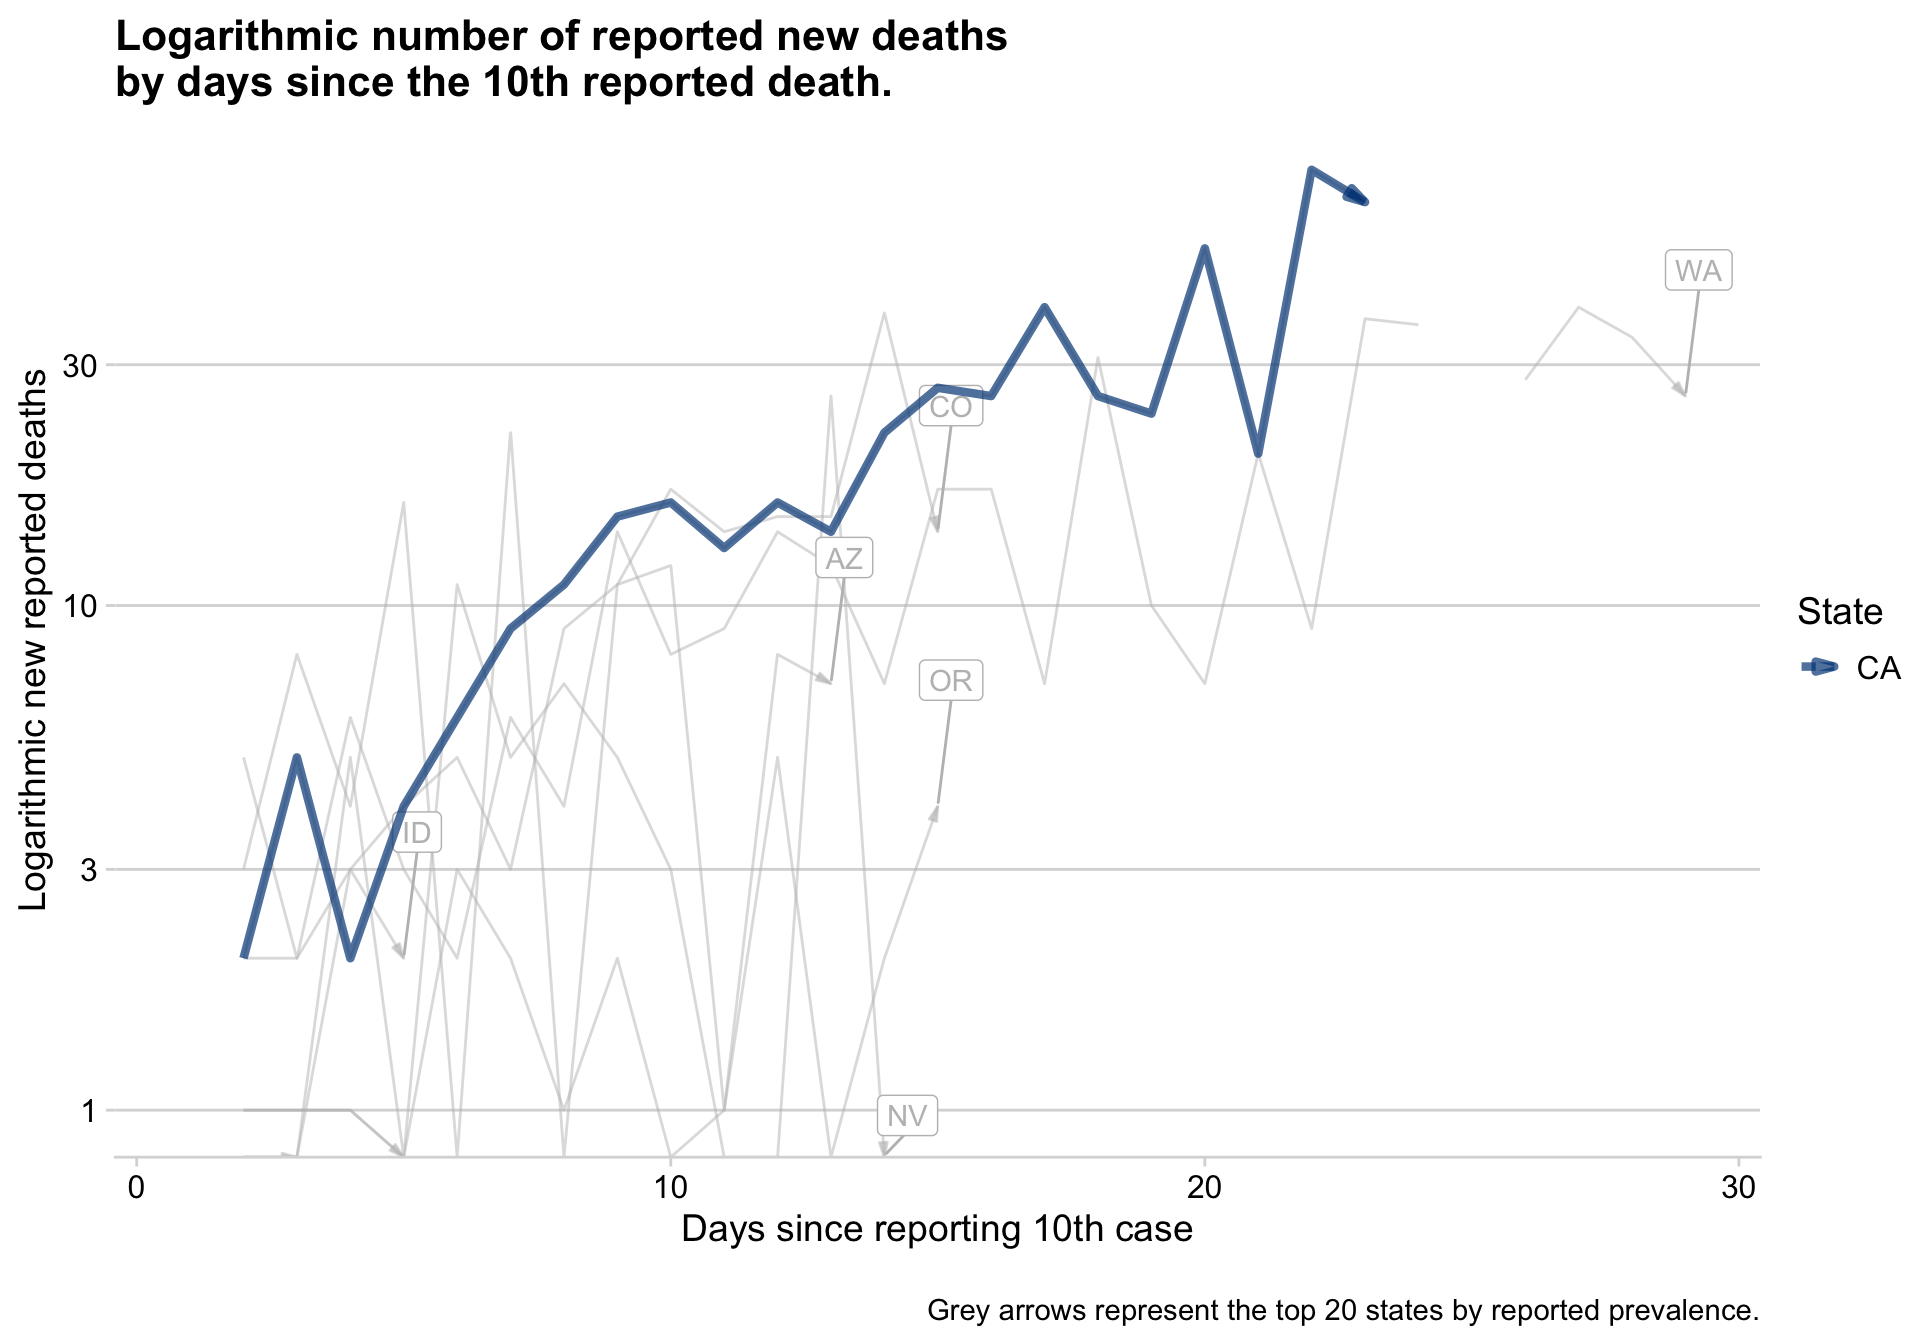 Logarithmic number of reported new deaths
by days since the 10th reported death.
Logarithmic new reported deaths
30
10
3
1
WA
CO
AZ
OR
ID
NV
State
CA
0
10
20
30
Days since reporting 10th case
Grey arrows represent the top 20 states by reported prevalence.